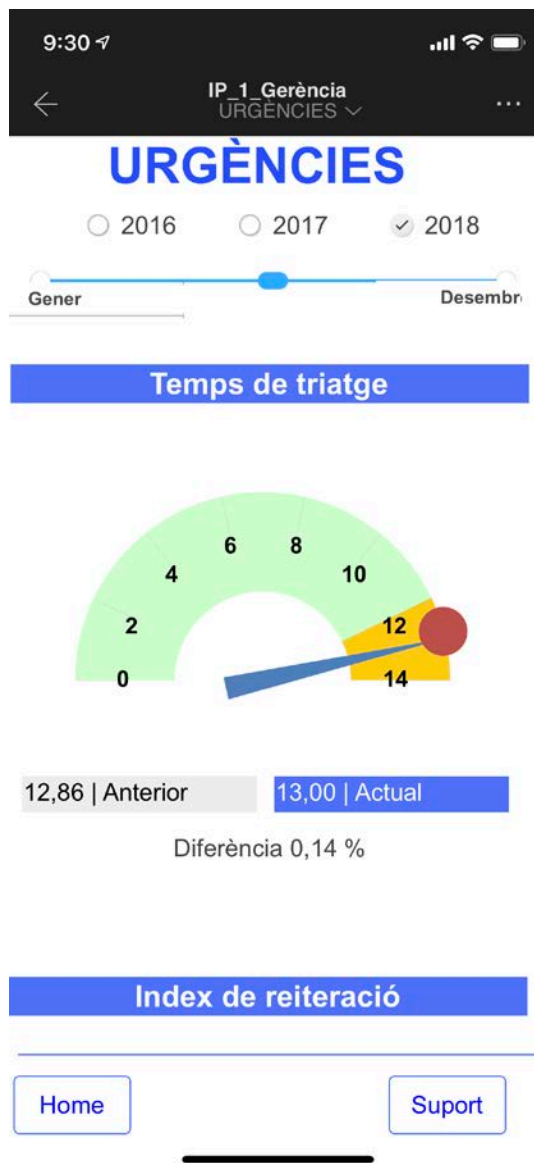 9:30
IP_1_Gerència
URGÈNCIES
...
URGÈNCIES
2016 2017 2018
Gener Desembre
Temps de triatge
0 2 4 6 8 10 12 14
12,86 | Anterior 13,00 | Actual
Diferència 0,14 %
Index de reiteració
Home Suport